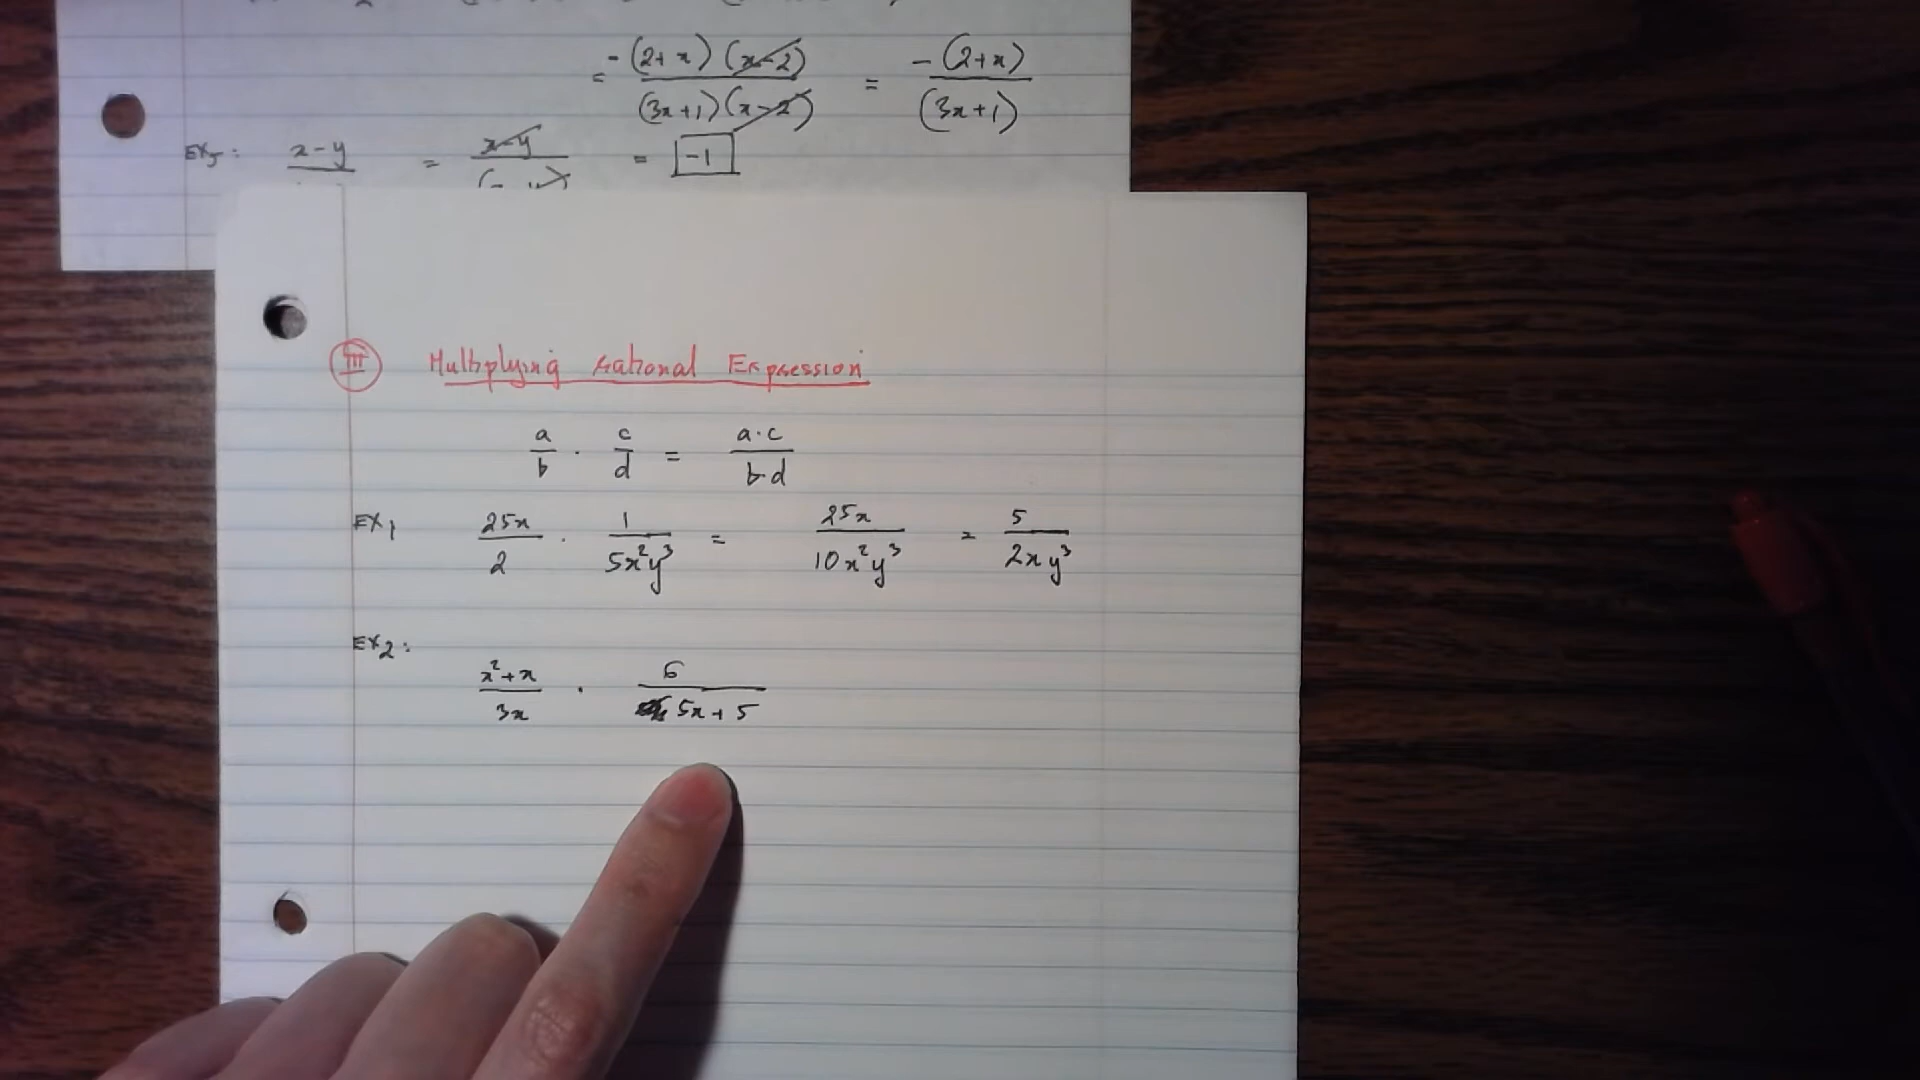 = -(2+x)(x-2) / (3x+1)(x-2) = -(2+x) / (3x+1)
EX5: x-y = x-y = -1
III Multiplying rational Expression
a/b · c/d = a·c / b·d
EX1 25x/2 · 1/5x²y³ = 25x/10x²y³ = 5/2xy³
EX2:
x²+x / 3x · 6 / 5x+5